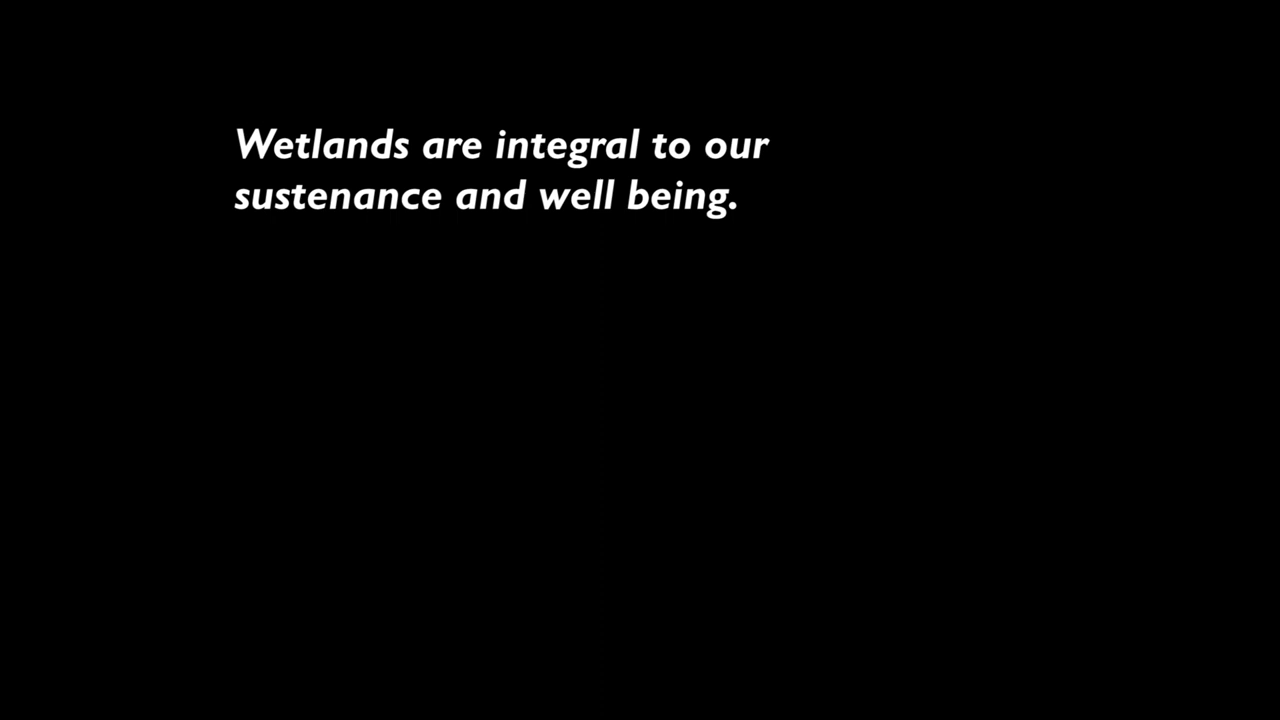 Wetlands are integral to our
sustenance and well being.